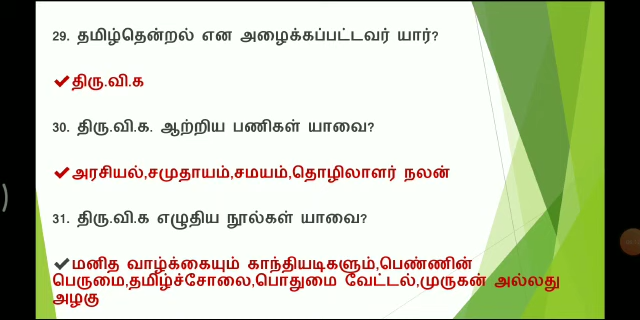 29. தமிழ்தென்றல் என அழைக்கப்பட்டவர் யார்?
✔திரு.வி.க
30. திரு.வி.க. ஆற்றிய பணிகள் யாவை?
✔அரசியல்,சமுதாயம்,சமயம்,தொழிலாளர் நலன்
31. திரு.வி.க எழுதிய நூல்கள் யாவை?
✔மனித வாழ்க்கையும் காந்தியடிகளும்,பெண்ணின்
பெருமை,தமிழ்ச்சோலை,பொதுமை வேட்டல்,முருகன் அல்லது
அழகு